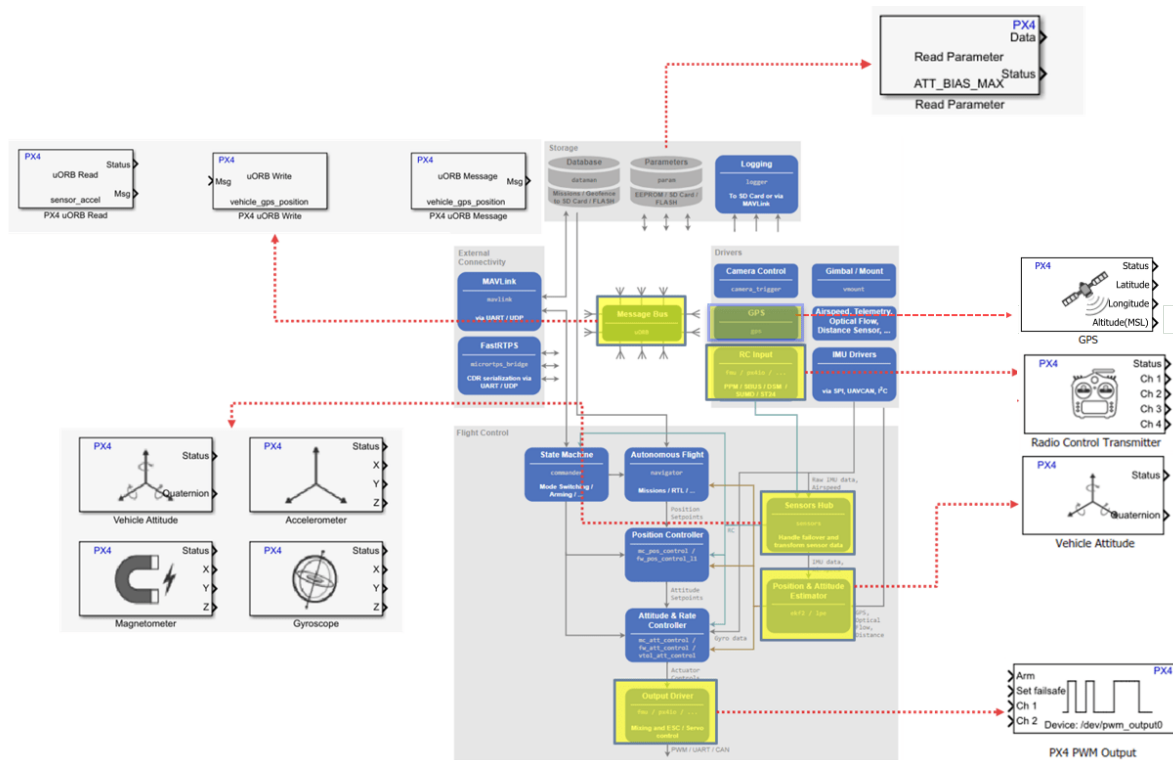 PX4
Data
Read Parameter
Status
ATT_BIAS_MAX
Read Parameter
PX4
Status
uORB Read
Msg
sensor_accel
PX4 uORB Read
PX4
Msg
uORB Write
vehicle_gps_position
PX4 uORB Write
PX4
uORB Message
Msg
vehicle_gps_position
PX4 uORB Message
Storage
Database
dataman
Missions / Geofence
to SD Card / FLASH
Parameters
param
EEPROM / SD Card /
FLASH
Logging
logger
To SD Card or via
MAVLink
External
Connectivity
MAVLink
mavlink
via UART / UDP
FastRTPS
micrortps_bridge
CDR serialization via
UART / UDP
Message Bus
uORB
Drivers
Camera Control
camera_trigger
Gimbal / Mount
vmount
GPS
Airspeed, Telemetry,
Optical Flow,
Distance Sensor, ...
RC Input
fmu / px4io / ...
PPM / SBUS / DSM /
SUMD / ST24
IMU Drivers
via SPI, UAVCAN, I²C
PX4
Status
Latitude
Longitude
Altitude(MSL)
GPS
PX4
Status
Ch 1
Ch 2
Ch 3
Ch 4
Radio Control Transmitter
PX4
Status
Quaternion
Vehicle Attitude
PX4
Status
Quaternion
Vehicle Attitude
PX4
Status
X
Y
Z
Accelerometer
PX4
Status
X
Y
Z
Magnetometer
PX4
Status
X
Y
Z
Gyroscope
Flight Control
State Machine
commander
Mode Switching /
Arming / ...
Autonomous Flight
navigator
Missions / RTL / ...
Raw IMU data,
Airspeed
Position
Setpoints
Sensors Hub
sensors
Handle failover and
transform sensor data
RC
Position Controller
mc_pos_control /
fw_pos_control_l1
IMU data,
Attitude
Setpoints
Position & Attitude
Estimator
ekf2 / lpe
Attitude & Rate
Controller
mc_att_control /
fw_att_control /
vtol_att_control
Gyro data
GPS,
Optical
Flow,
Distance
Actuator
Controls
Output Driver
fmu / px4io / ...
Mixing and ESC / Servo
control
PWM / UART / CAN
PX4
Arm
Set failsafe
Ch 1
Ch 2
Device: /dev/pwm_output0
PX4 PWM Output